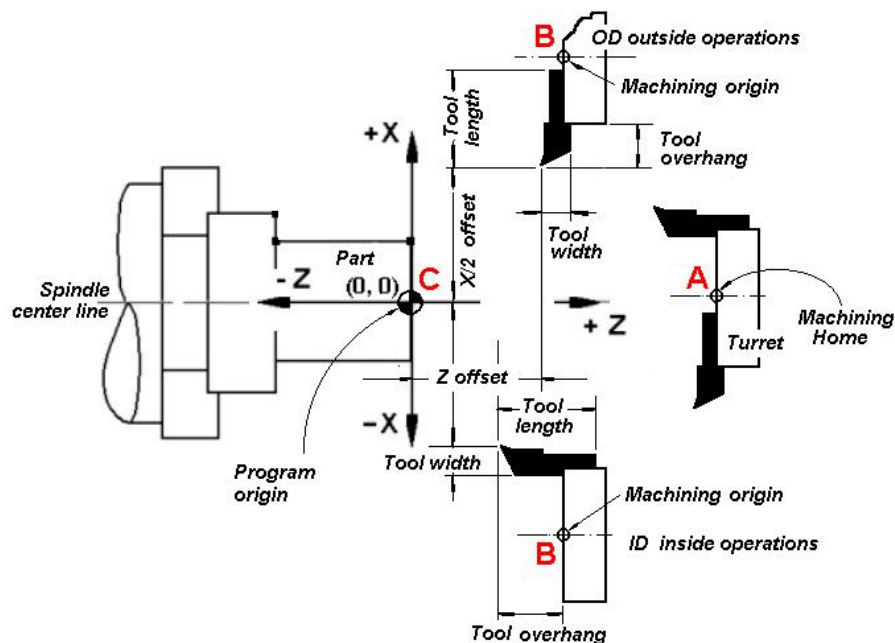 B
OD outside operations
Machining origin
Tool
length
Tool
overhang
+X
X/2 offset
Tool
width
Part
(0, 0)
C
- Z
Spindle
center line
+ Z
A
Machining
Home
Turret
Z offset
Tool
length
-X
Tool width
Program
origin
Machining origin
B
ID inside operations
Tool overhang